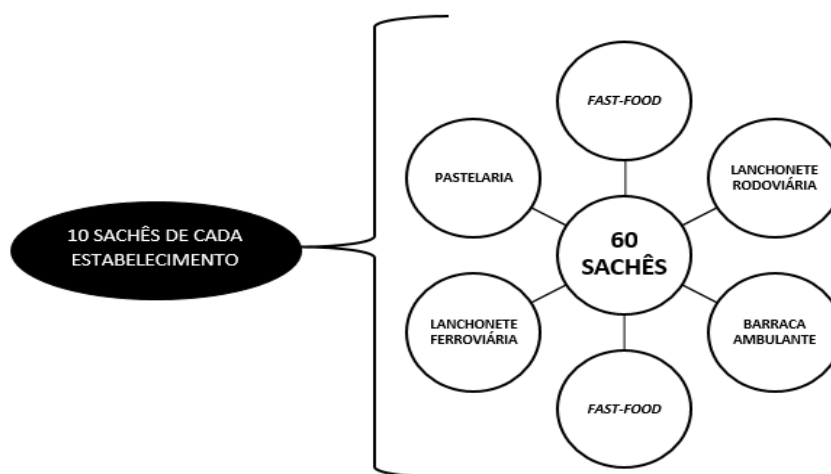 10 SACHÊS DE CADA
ESTABELECIMENTO
FAST-FOOD
PASTELARIA
LANCHONETE
RODOVIÁRIA
60
SACHÊS
LANCHONETE
FERROVIÁRIA
BARRACA
AMBULANTE
FAST-FOOD